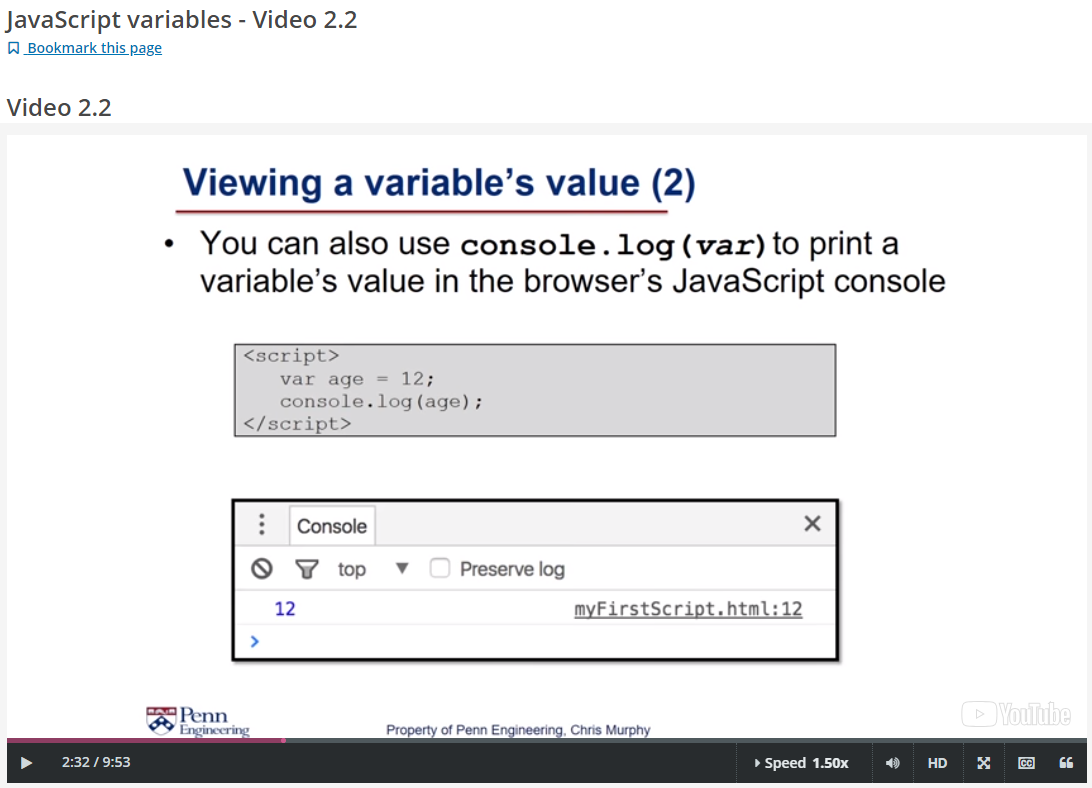 JavaScript variables - Video 2.2
Bookmark this page
Video 2.2
Viewing a variable's value (2)
• You can also use console.log(var) to print a
variable's value in the browser's JavaScript console
<script>
var age = 12;
console.log(age);
</script>
Console
top
Preserve log
12 myFirstScript.html:12
Penn
Engineering
Property of Penn Engineering, Chris Murphy
YouTube
2:32 / 9:53
Speed 1.50x
HD
CC